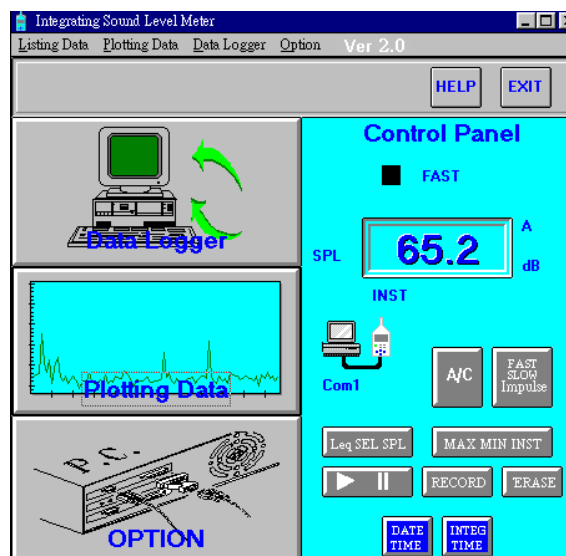 Integrating Sound Level Meter
Listing Data Plotting Data Data Logger Option Ver 2.0
HELP EXIT
Data Logger
Plotting Data
P.C.
OPTION
Control Panel
FAST
SPL 65.2 A dB
INST
Com1
A/C
FAST
SLOW
Impulse
Leq SEL SPL
MAX MIN INST
RECORD
ERASE
DATE
TIME
INTEG
TIME